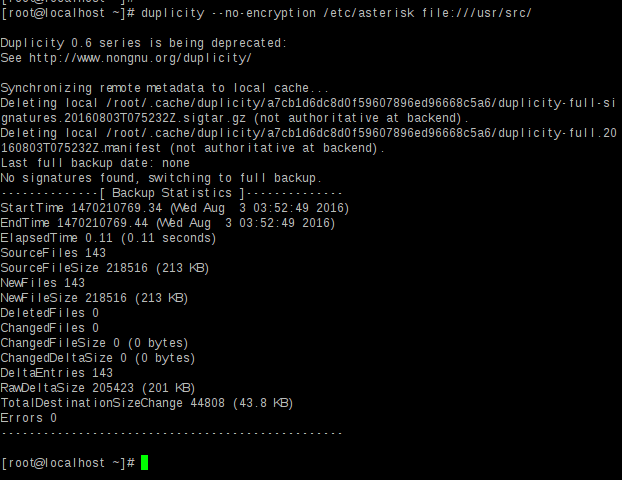 [root@localhost ~]# duplicity --no-encryption /etc/asterisk file:///usr/src/
Duplicity 0.6 series is being deprecated:
See http://www.nongnu.org/duplicity/
Synchronizing remote metadata to local cache...
Deleting local /root/.cache/duplicity/a7cb1d6dc8d0f59607896ed96668c5a6/duplicity-full-si
gnatures.20160803T075232Z.sigtar.gz (not authoritative at backend).
Deleting local /root/.cache/duplicity/a7cb1d6dc8d0f59607896ed96668c5a6/duplicity-full.20
160803T075232Z.manifest (not authoritative at backend).
Last full backup date: none
No signatures found, switching to full backup.
--------------[ Backup Statistics ]--------------
StartTime 1470210769.34 (Wed Aug  3 03:52:49 2016)
EndTime 1470210769.44 (Wed Aug  3 03:52:49 2016)
ElapsedTime 0.11 (0.11 seconds)
SourceFiles 143
SourceFileSize 218516 (213 KB)
NewFiles 143
NewFileSize 218516 (213 KB)
DeletedFiles 0
ChangedFiles 0
ChangedFileSize 0 (0 bytes)
ChangedDeltaSize 0 (0 bytes)
DeltaEntries 143
RawDeltaSize 205423 (201 KB)
TotalDestinationSizeChange 44808 (43.8 KB)
Errors 0
-------------------------------------------------
[root@localhost ~]#